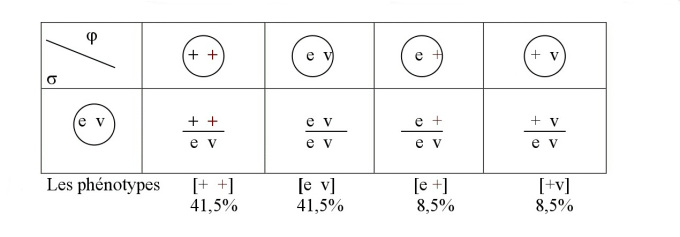 φ + + e v e + + v
σ
e v + + e v e + + v
e v e v e v e v
Les phénotypes [+ +] [e v] [e +] [+v]
41,5% 41,5% 8,5% 8,5%